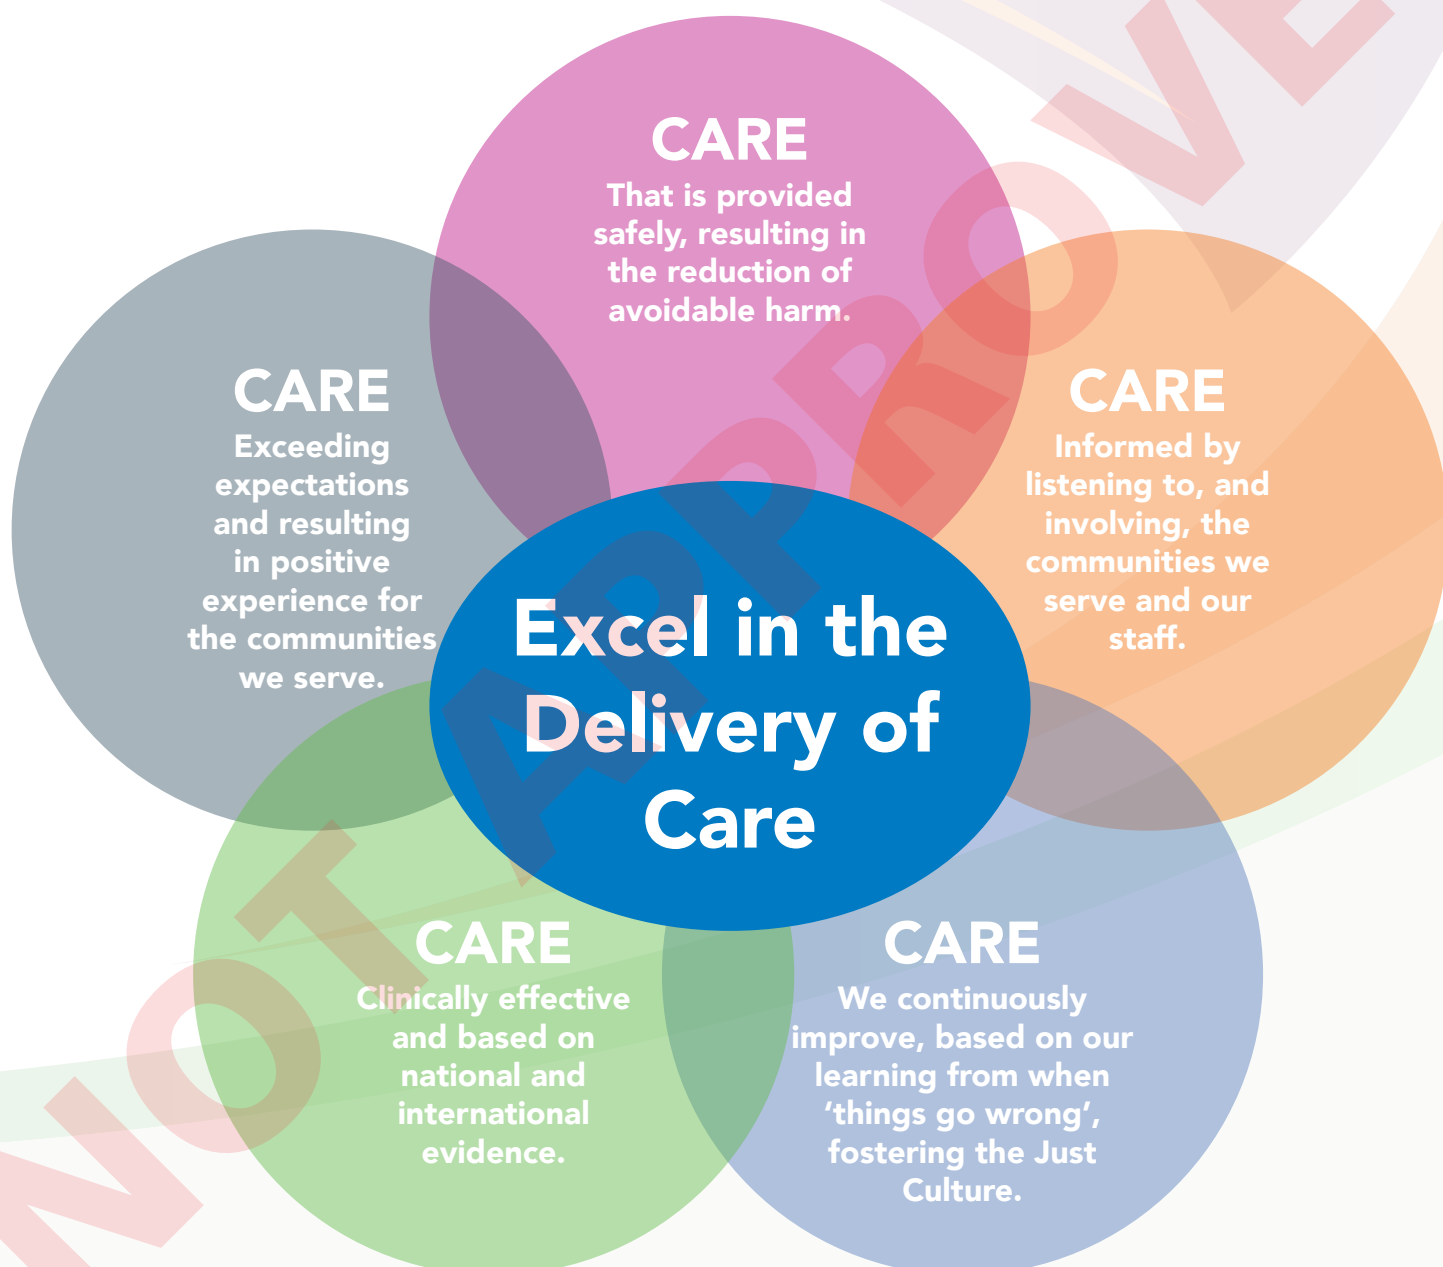 CARE
That is provided
safely, resulting in
the reduction of
avoidable harm.
CARE
Exceeding
expectations
and resulting
in positive
experience for
the communities
we serve.
CARE
Informed by
listening to, and
involving, the
communities we
serve and our
staff.
Excel in the
Delivery of
Care
CARE
Clinically effective
and based on
national and
international
evidence.
CARE
We continuously
improve, based on our
learning from when
'things go wrong',
fostering the Just
Culture.
NOT APPROVE